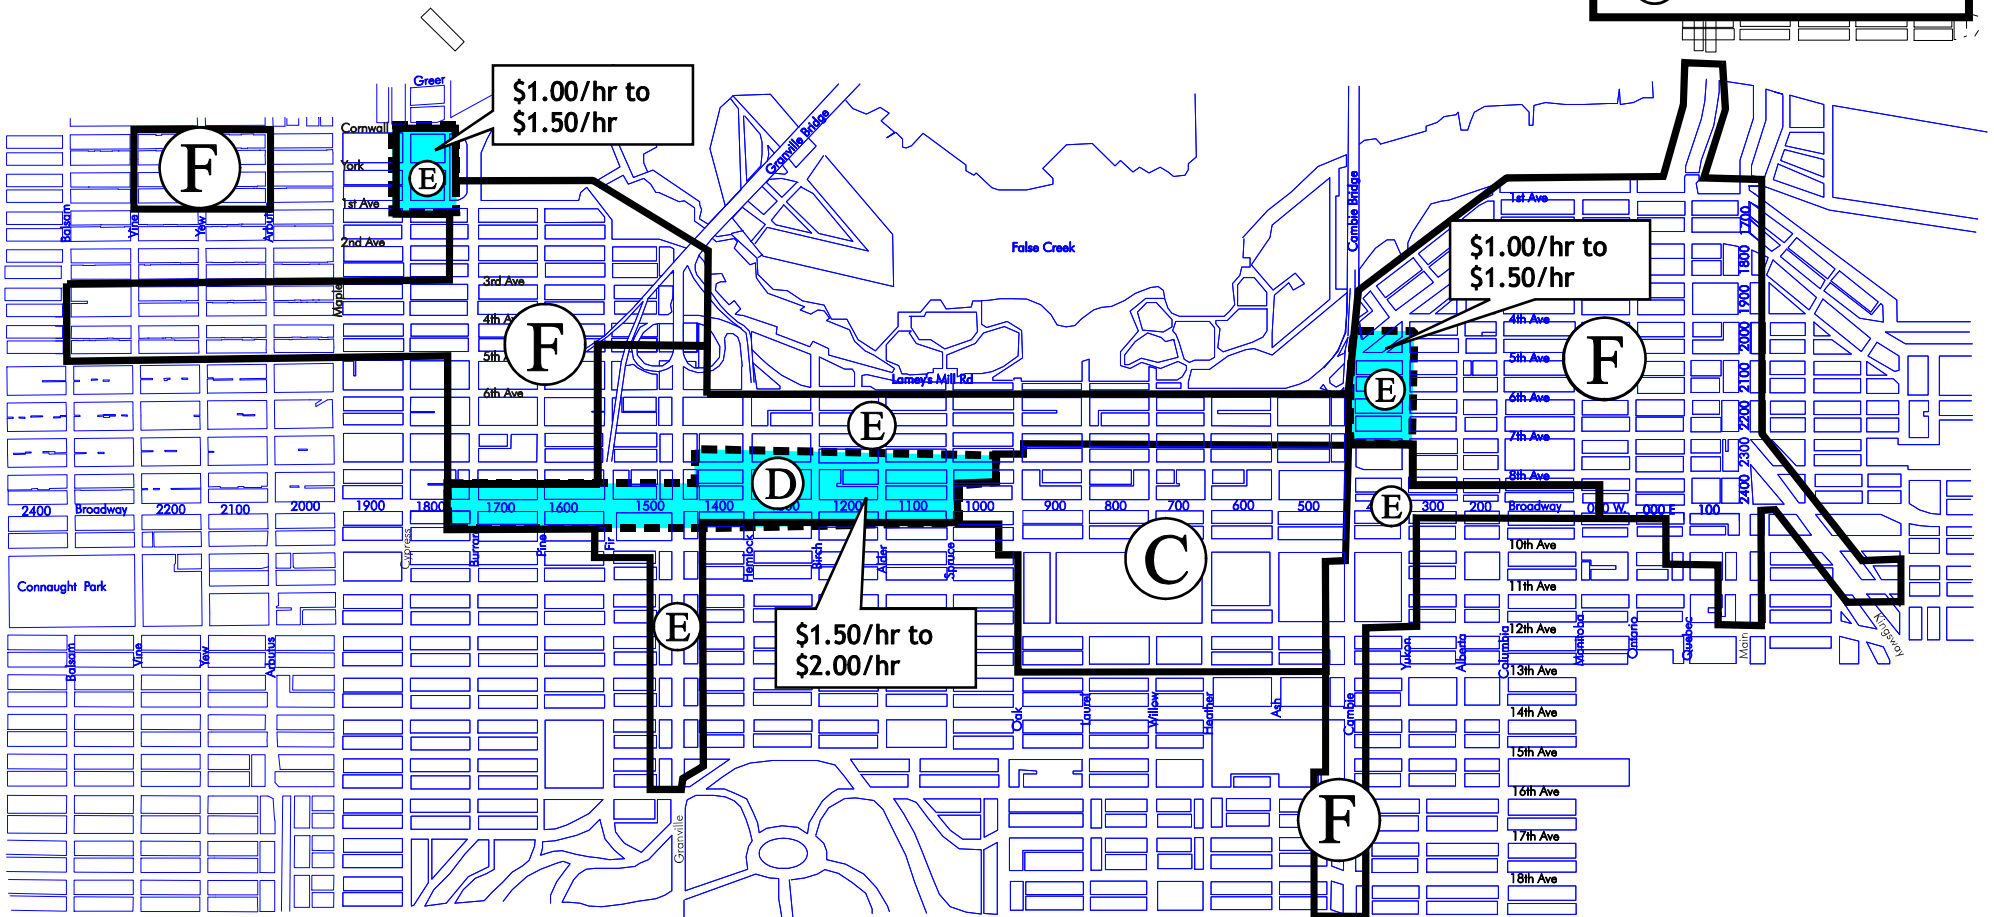 Greer
$1.00/hr to
$1.50/hr
Cornwall
York
1st Ave
2nd Ave
3rd Ave
5th
6th Ave
F
E
Balsam
Vine
Yew
Maple
Granville Bridge
False Creek
Cambie Bridge
1st Ave
$1.00/hr to
$1.50/hr
4th Ave
5th Ave
6th Ave
7th Ave
8th Ave
1700
1800
1900
2000
2100
2200
2300
2400
F
F
E
Lamey's Mill Rd
E
D
2400
Broadway
2200
2100
2000
1900
1800
1700
1600
1500
1400
1200
1100
1000
900
800
700
600
500
E
300
200
Broadway
000 W.
000 E
100
10th Ave
11th Ave
12th Ave
13th Ave
14th Ave
15th Ave
16th Ave
17th Ave
18th Ave
Cypress
Pine
Fir
Hemlock
Birch
Alder
Spruce
C
Connaught Park
E
$1.50/hr to
$2.00/hr
Balsam
Vine
Yew
Arbutus
Oak
Laurel
Willow
Heather
Ash
Cambie
Yukon
Alberta
Columbia
Manitoba
Ontario
Quebec
Main
Kingsway
Granville
F